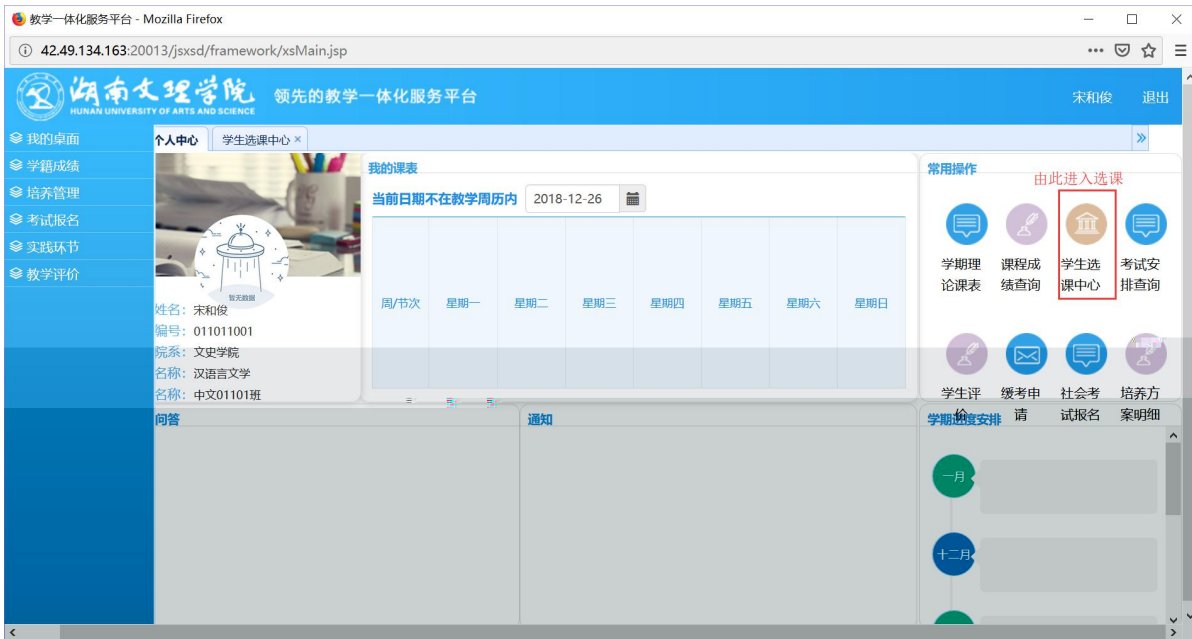 教学一体化服务平台 - Mozilla Firefox
42.49.134.163:20013/jsxsd/framework/xsMain.jsp
湖南文理学院
HUNAN UNIVERSITY OF ARTS AND SCIENCE
领先的教学一体化服务平台
宋和俊 退出
我的桌面
学籍成绩
培养管理
考试报名
实践环节
教学评价
个人中心 学生选课中心 ×
暂无数据
姓名：宋和俊
编号：011011001
院系：文史学院
名称：汉语言文学
名称：中文01101班
我的课表
当前日期不在教学周历内 2018-12-26
周/节次 星期一 星期二 星期三 星期四 星期五 星期六 星期日
常用操作
由此进入选课
学期理
论课表
课程成
绩查询
学生选
课中心
考试安
排查询
学生评
价
缓考申
请
社会考
试报名
培养方
案明细
问答
通知
学期进度安排
一月
十二月